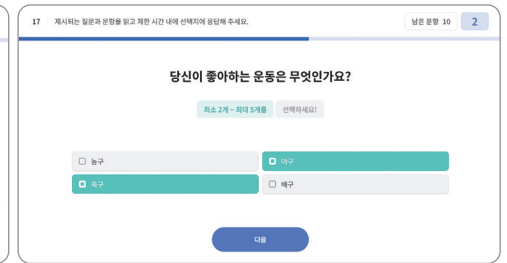 17 제시되는 질문과 문항을 읽고 제한 시간 내에 선택지에 응답해 주세요. 남은 문항 10 2
당신이 좋아하는 운동은 무엇인가요?
최소 2개 ~ 최대 5개를 선택하세요!
농구 야구
축구 배구
다음